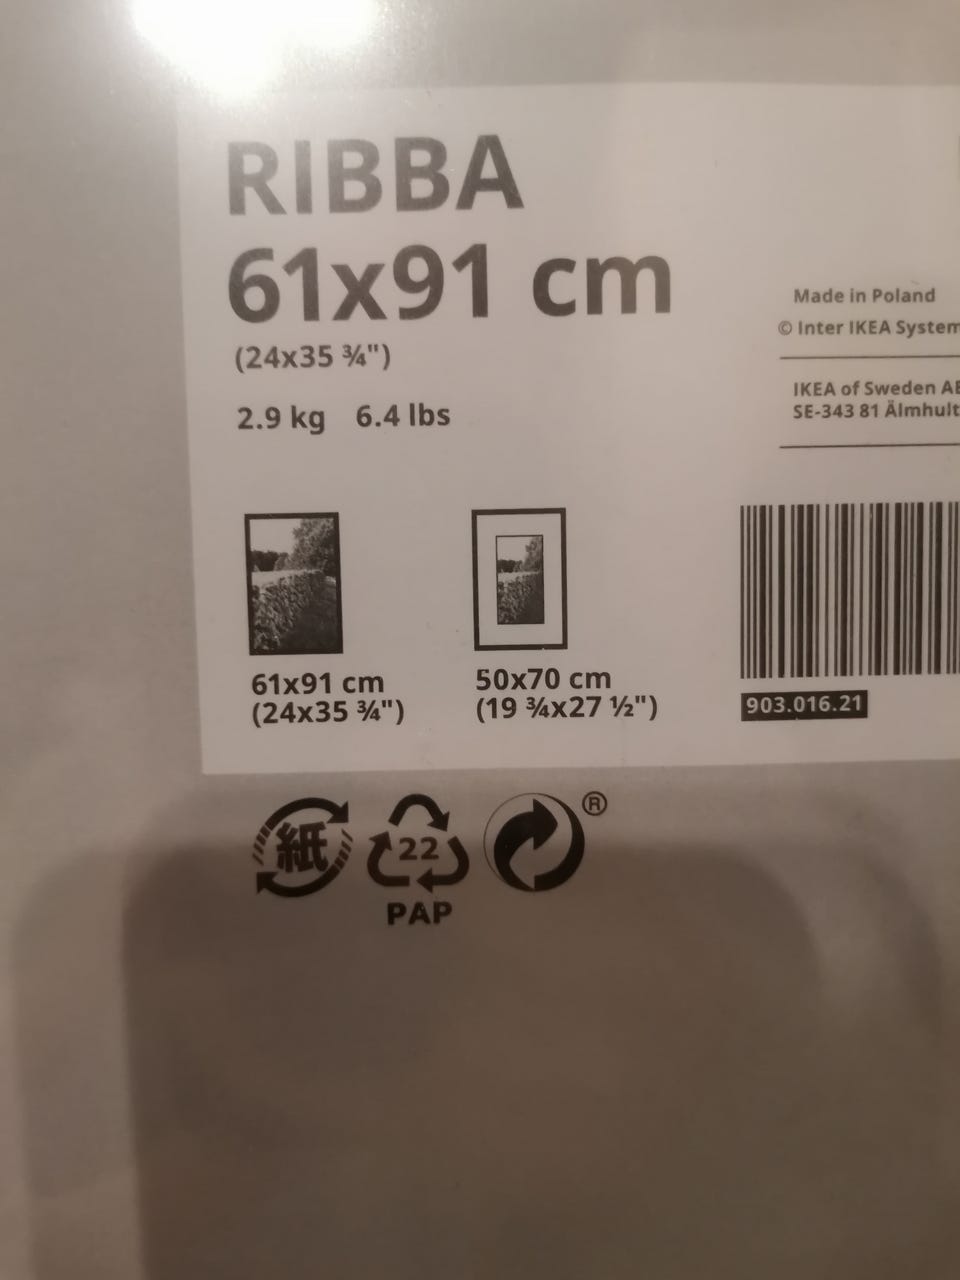 RIBBA
61x91 cm
(24x35 ¾")
2.9 kg 6.4 lbs
Made in Poland
© Inter IKEA System
IKEA of Sweden AB
SE-343 81 Älmhult
61x91 cm
(24x35 ¾")
50x70 cm
(19 ¾x27 ½")
903.016.21
紙
22
PAP
®